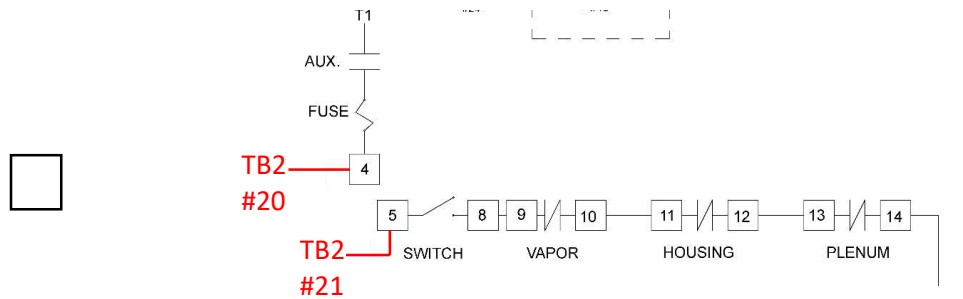 T1
AUX.
FUSE
TB2
4
#20
5
8
9
10
11
12
13
14
TB2
SWITCH
VAPOR
HOUSING
PLENUM
#21